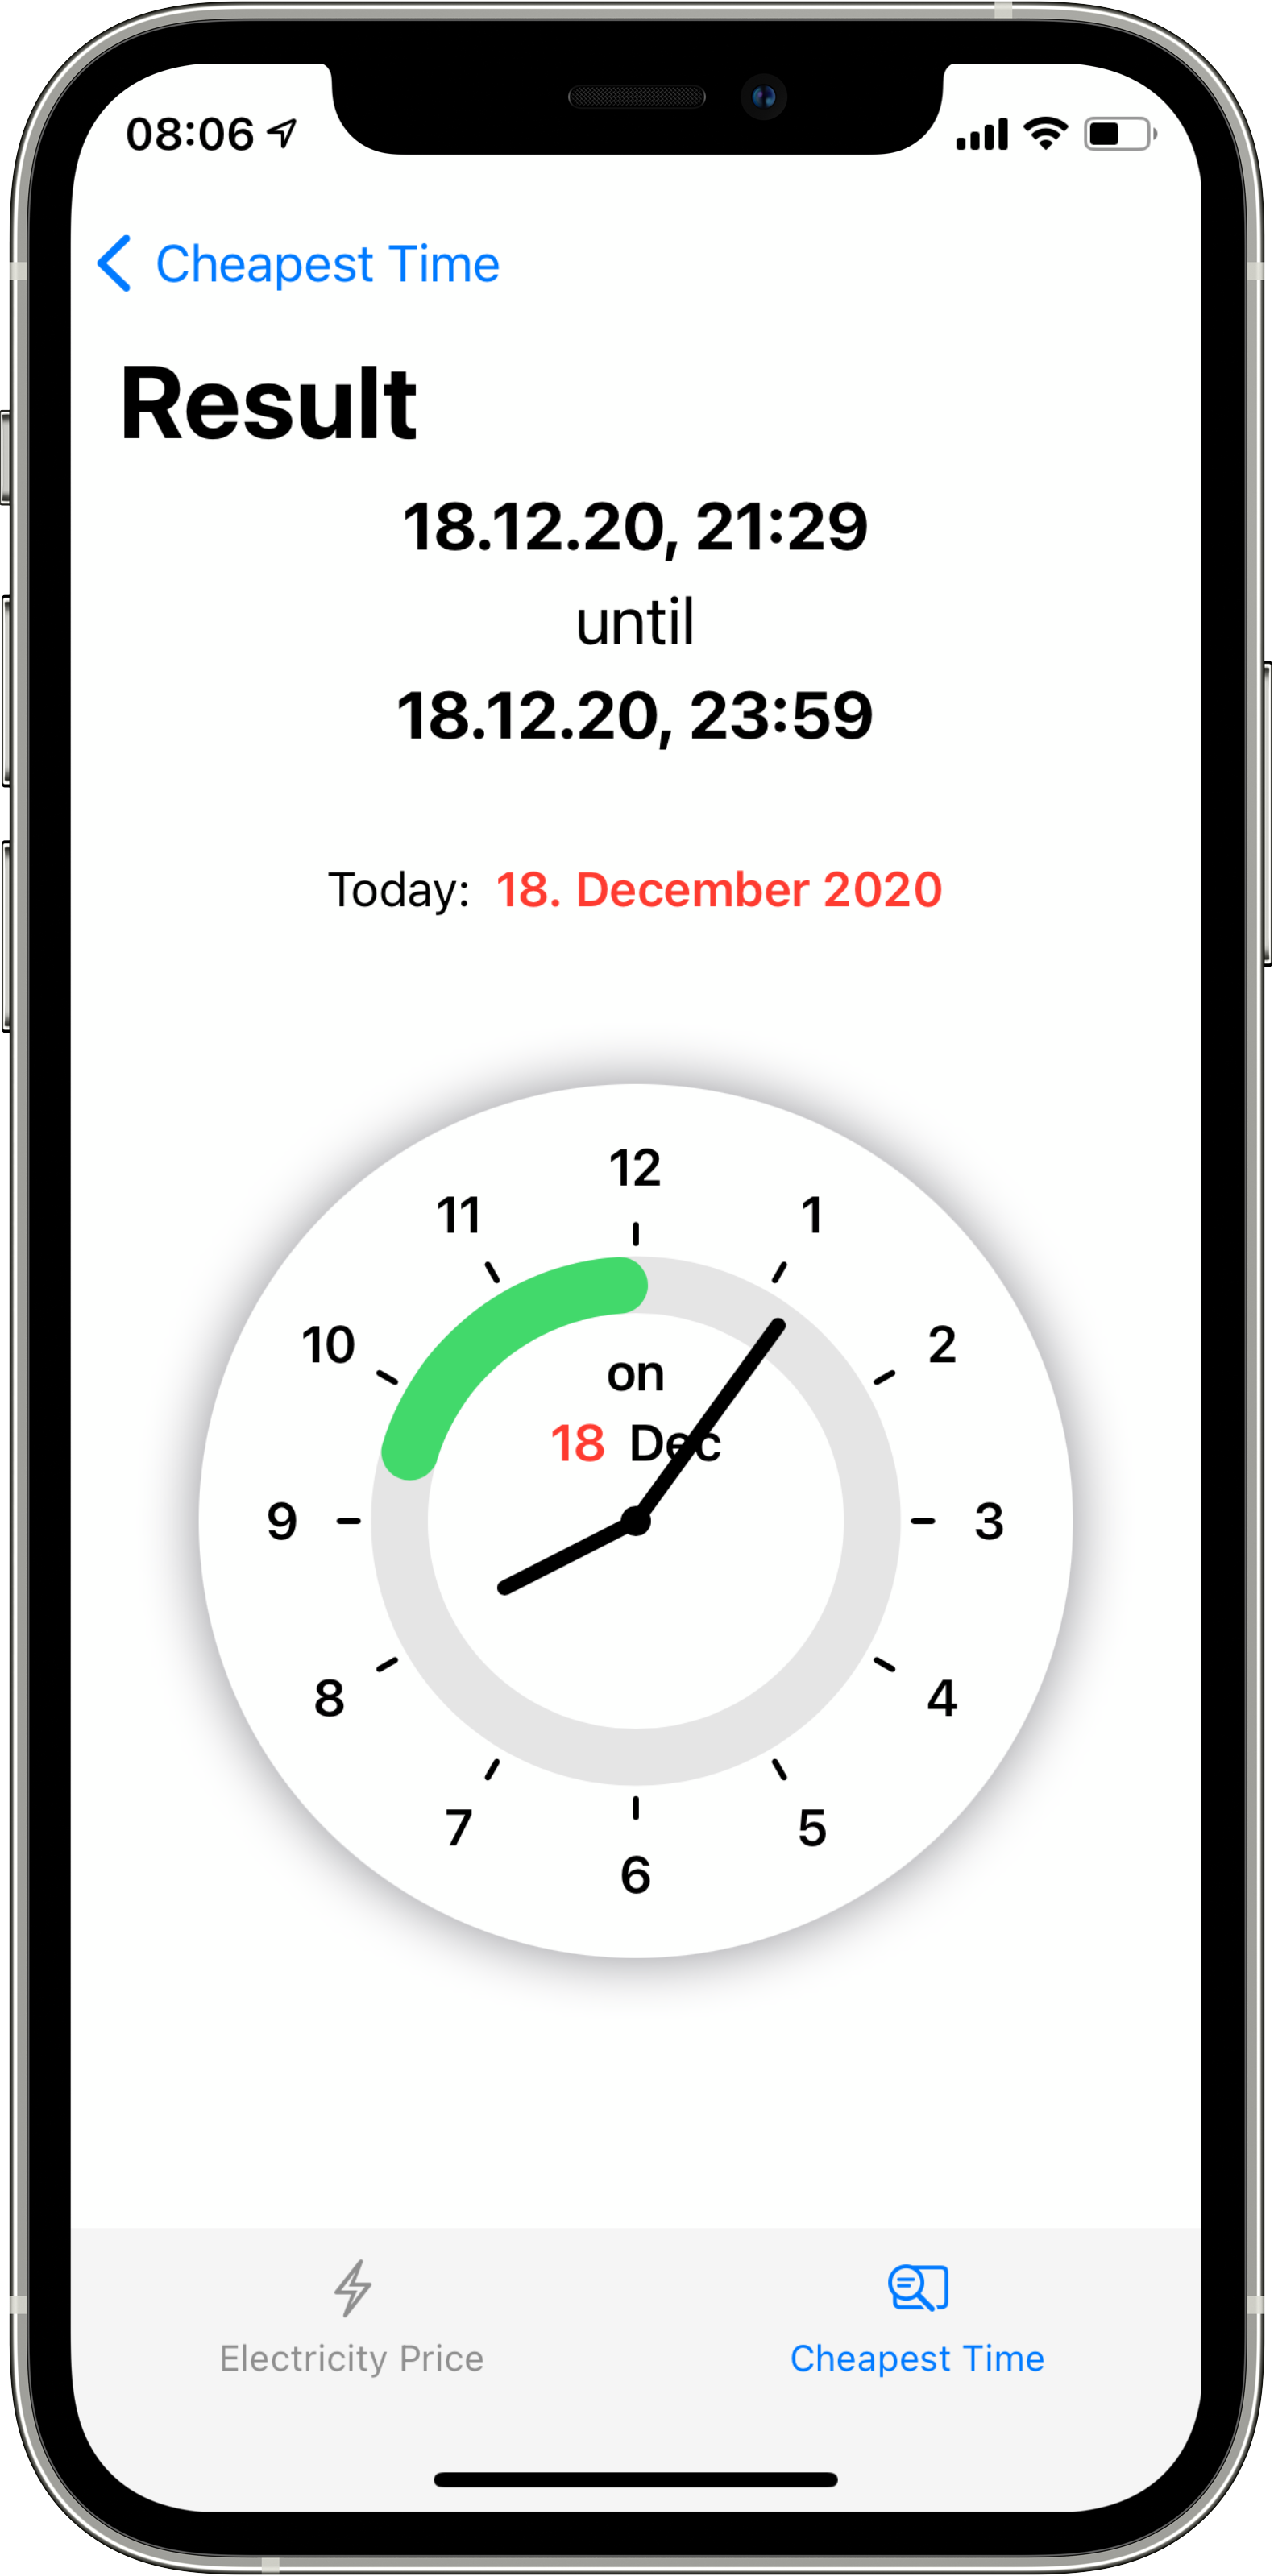 08:06
Cheapest Time
Result
18.12.20, 21:29
until
18.12.20, 23:59
Today: 18. December 2020
12
11
1
10
2
on
18 Dec
9
3
8
4
7
5
6
Electricity Price
Cheapest Time